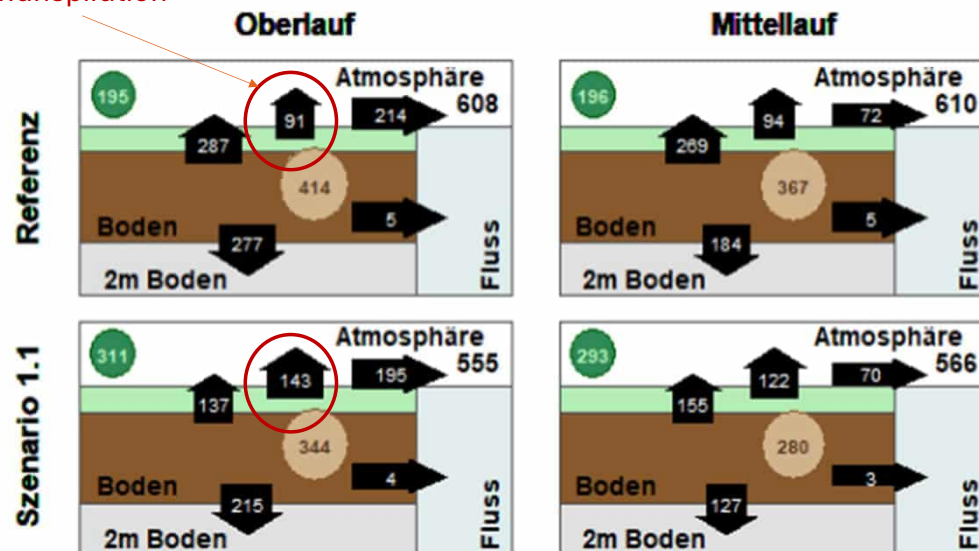 Oberlauf
Mittellauf
Referenz
195
Atmosphäre
608
287
91
214
414
5
Boden
277
2m Boden
Fluss
196
Atmosphäre
610
269
94
72
367
5
Boden
184
2m Boden
Fluss
Szenario 1.1
311
Atmosphäre
555
137
143
195
344
4
Boden
215
2m Boden
Fluss
293
Atmosphäre
566
155
122
70
280
3
Boden
127
2m Boden
Fluss